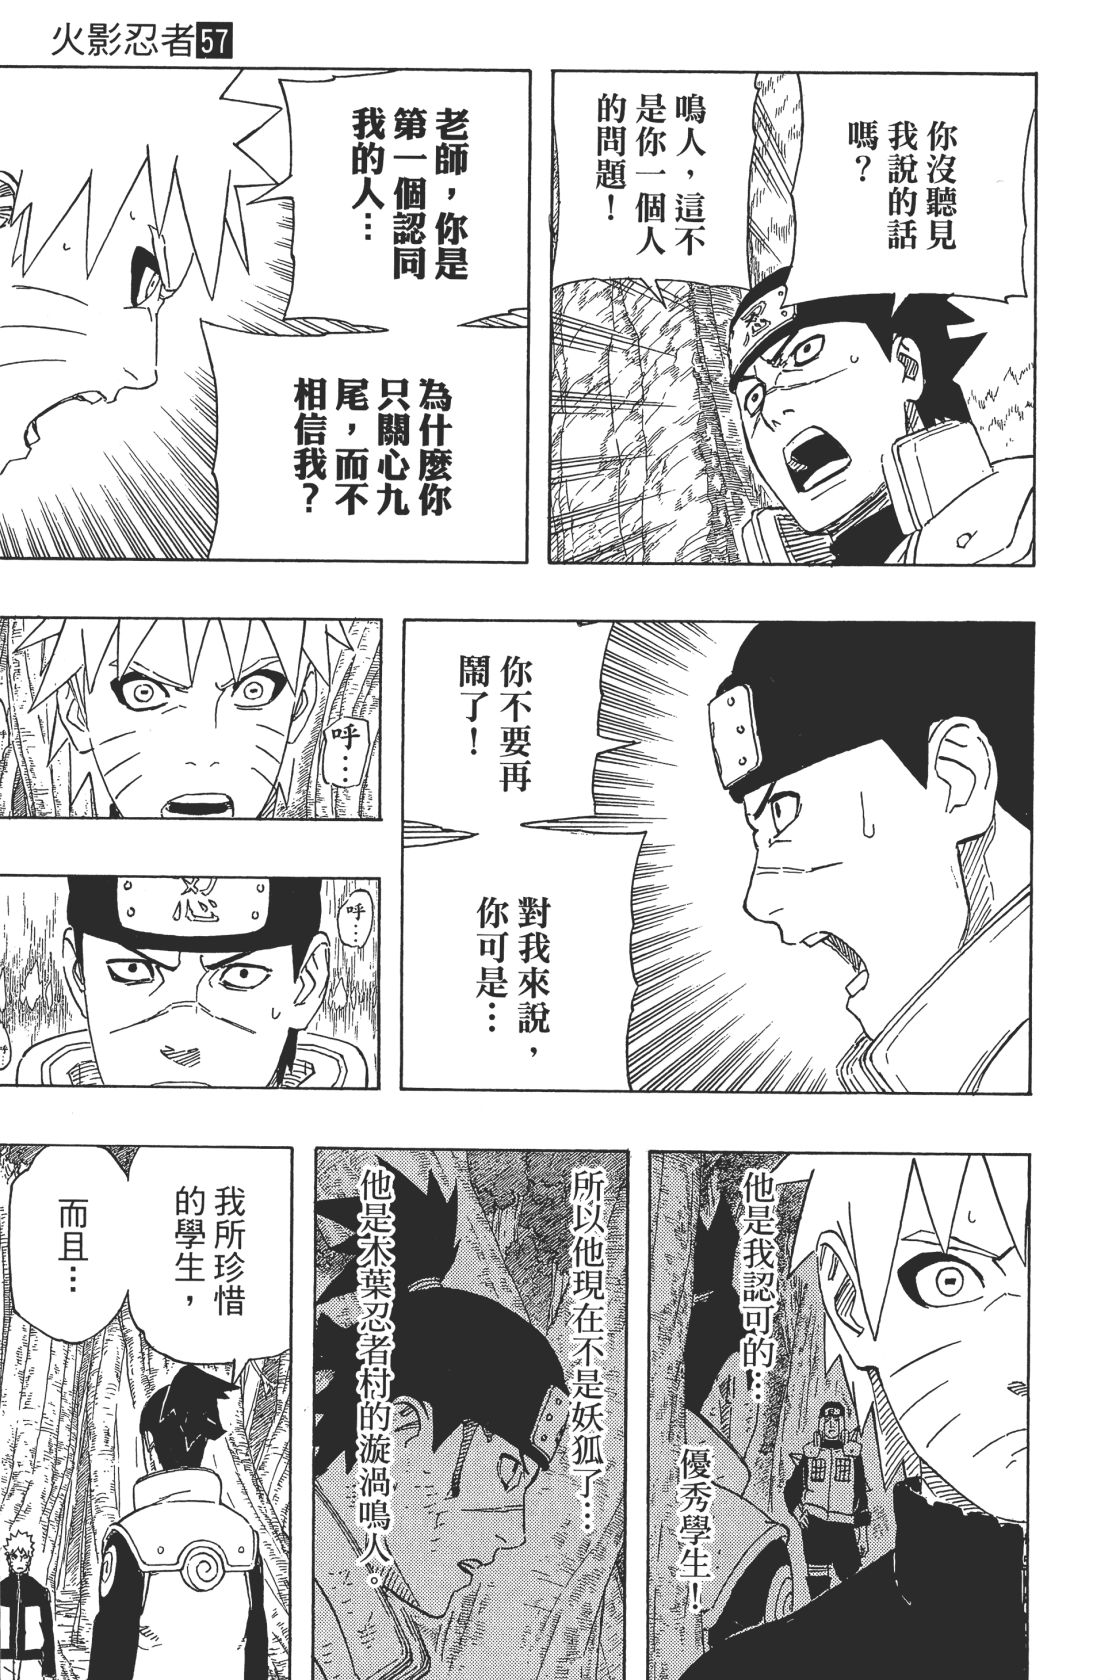 火影忍者57
你沒聽見
我說的話
嗎？
鳴人，這不
是你一個人
的問題！
老師，你是
第一個認同
我的人…
為什麼你
只關心九
尾，而不
相信我？
你不要再
鬧了！
對我來說，
你可是…
呼…
呼…
呼…
呼…
他是我認可的…
優秀學生！
所以他現在不是妖狐了…
他是木葉忍者村的漩渦鳴人。
我所珍惜
的學生，
而且…